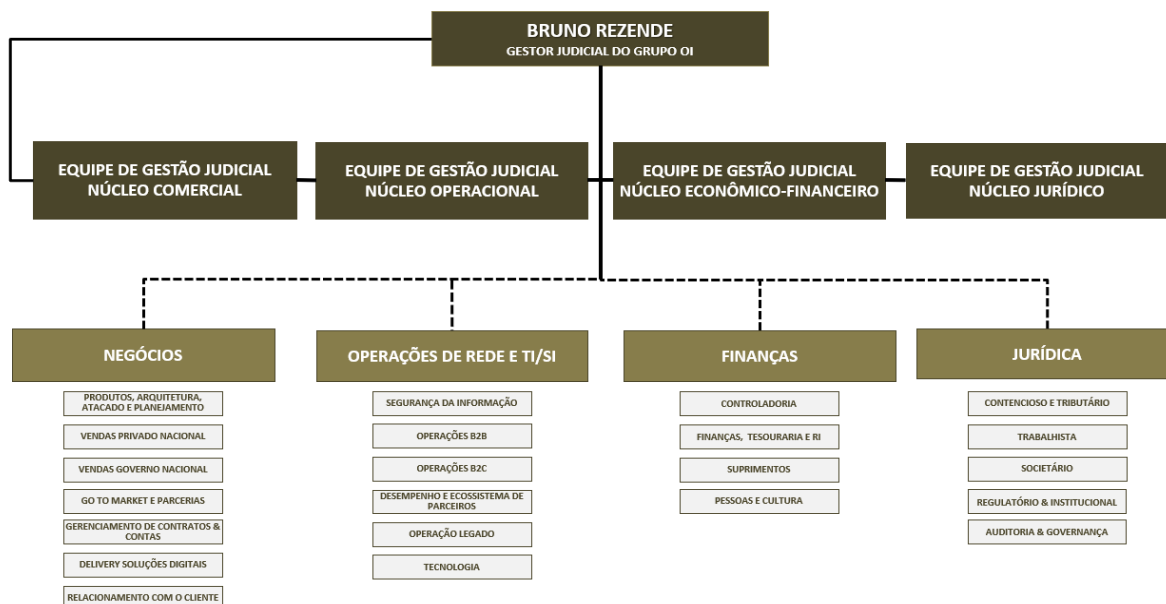 BRUNO REZENDE
GESTOR JUDICIAL DO GRUPO OI
EQUIPE DE GESTÃO JUDICIAL
NÚCLEO COMERCIAL
EQUIPE DE GESTÃO JUDICIAL
NÚCLEO OPERACIONAL
EQUIPE DE GESTÃO JUDICIAL
NÚCLEO ECONÔMICO-FINANCEIRO
EQUIPE DE GESTÃO JUDICIAL
NÚCLEO JURÍDICO
NEGÓCIOS
PRODUTOS, ARQUITETURA,
ATACADO E PLANEJAMENTO
VENDAS PRIVADO NACIONAL
VENDAS GOVERNO NACIONAL
GO TO MARKET E PARCERIAS
GERENCIAMENTO DE CONTRATOS &
CONTAS
DELIVERY SOLUÇÕES DIGITAIS
RELACIONAMENTO COM O CLIENTE
OPERAÇÕES DE REDE E TI/SI
SEGURANÇA DA INFORMAÇÃO
OPERAÇÕES B2B
OPERAÇÕES B2C
DESEMPENHO E ECOSSISTEMA DE
PARCEIROS
OPERAÇÃO LEGADO
TECNOLOGIA
FINANÇAS
CONTROLADORIA
FINANÇAS, TESOURARIA E RI
SUPRIMENTOS
PESSOAS E CULTURA
JURÍDICA
CONTENCIOSO E TRIBUTÁRIO
TRABALHISTA
SOCIETÁRIO
REGULATÓRIO & INSTITUCIONAL
AUDITORIA & GOVERNANÇA